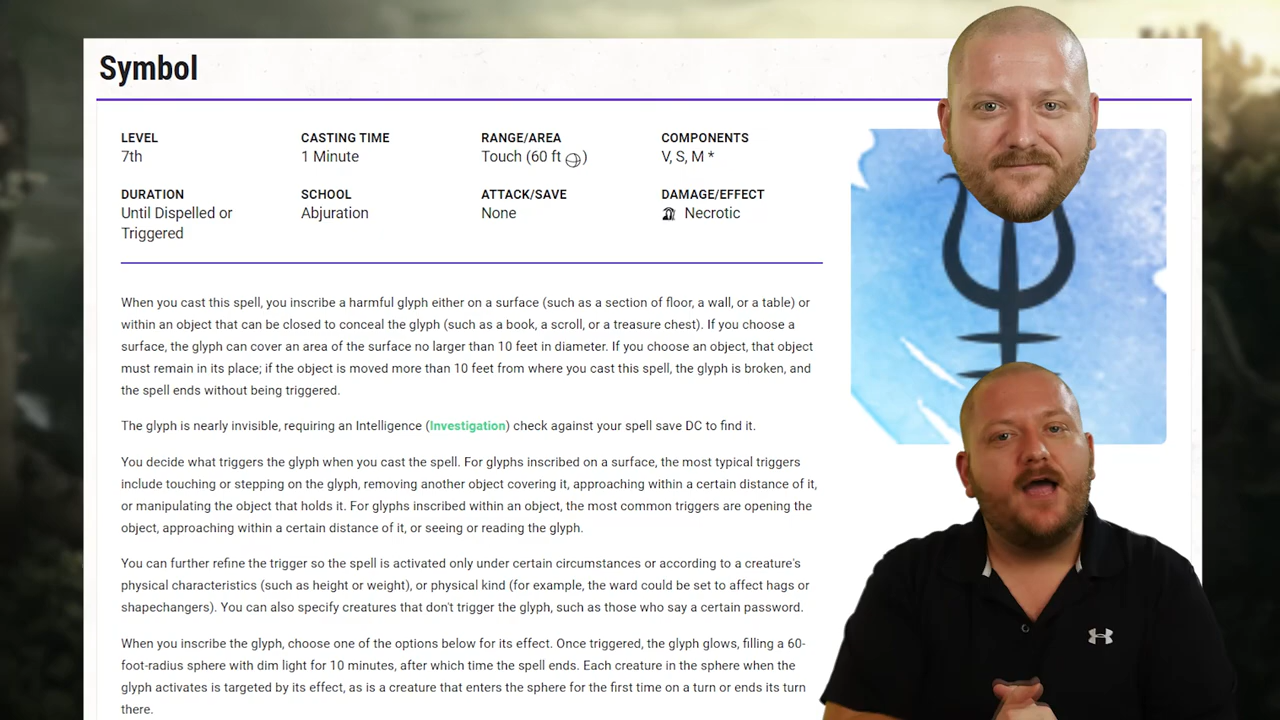 Symbol
LEVEL
7th
CASTING TIME
1 Minute
RANGE/AREA
Touch (60 ft )
COMPONENTS
V, S, M *
DURATION
Until Dispelled or
Triggered
SCHOOL
Abjuration
ATTACK/SAVE
None
DAMAGE/EFFECT
Necrotic
When you cast this spell, you inscribe a harmful glyph either on a surface (such as a section of floor, a wall, or a table) or
within an object that can be closed to conceal the glyph (such as a book, a scroll, or a treasure chest). If you choose a
surface, the glyph can cover an area of the surface no larger than 10 feet in diameter. If you choose an object, that object
must remain in its place; if the object is moved more than 10 feet from where you cast this spell, the glyph is broken, and
the spell ends without being triggered.
The glyph is nearly invisible, requiring an Intelligence (Investigation) check against your spell save DC to find it.
You decide what triggers the glyph when you cast the spell. For glyphs inscribed on a surface, the most typical triggers
include touching or stepping on the glyph, removing another object covering it, approaching within a certain distance of it,
or manipulating the object that holds it. For glyphs inscribed within an object, the most common triggers are opening the
object, approaching within a certain distance of it, or seeing or reading the glyph.
You can further refine the trigger so the spell is activated only under certain circumstances or according to a creature's
physical characteristics (such as height or weight), or physical kind (for example, the ward could be set to affect hags or
shapechangers). You can also specify creatures that don't trigger the glyph, such as those who say a certain password.
When you inscribe the glyph, choose one of the options below for its effect. Once triggered, the glyph glows, filling a 60-
foot-radius sphere with dim light for 10 minutes, after which time the spell ends. Each creature in the sphere when the
glyph activates is targeted by its effect, as is a creature that enters the sphere for the first time on a turn or ends its turn
there.